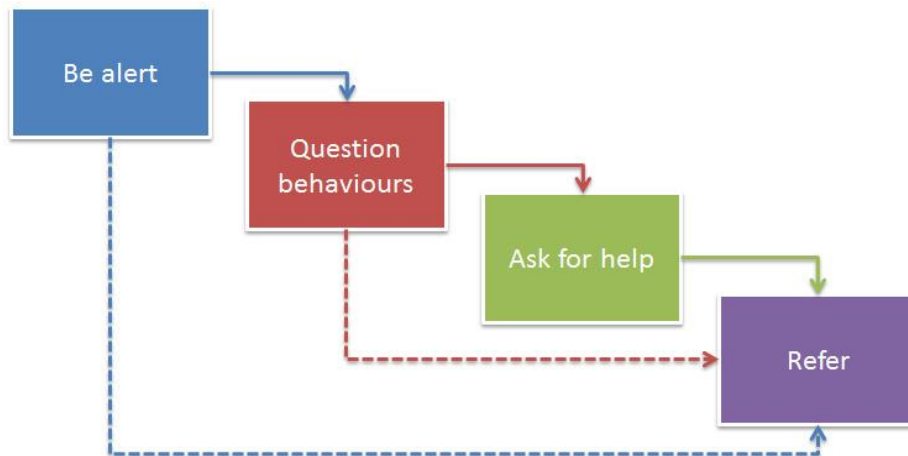 Be alert
Question
behaviours
Ask for help
Refer